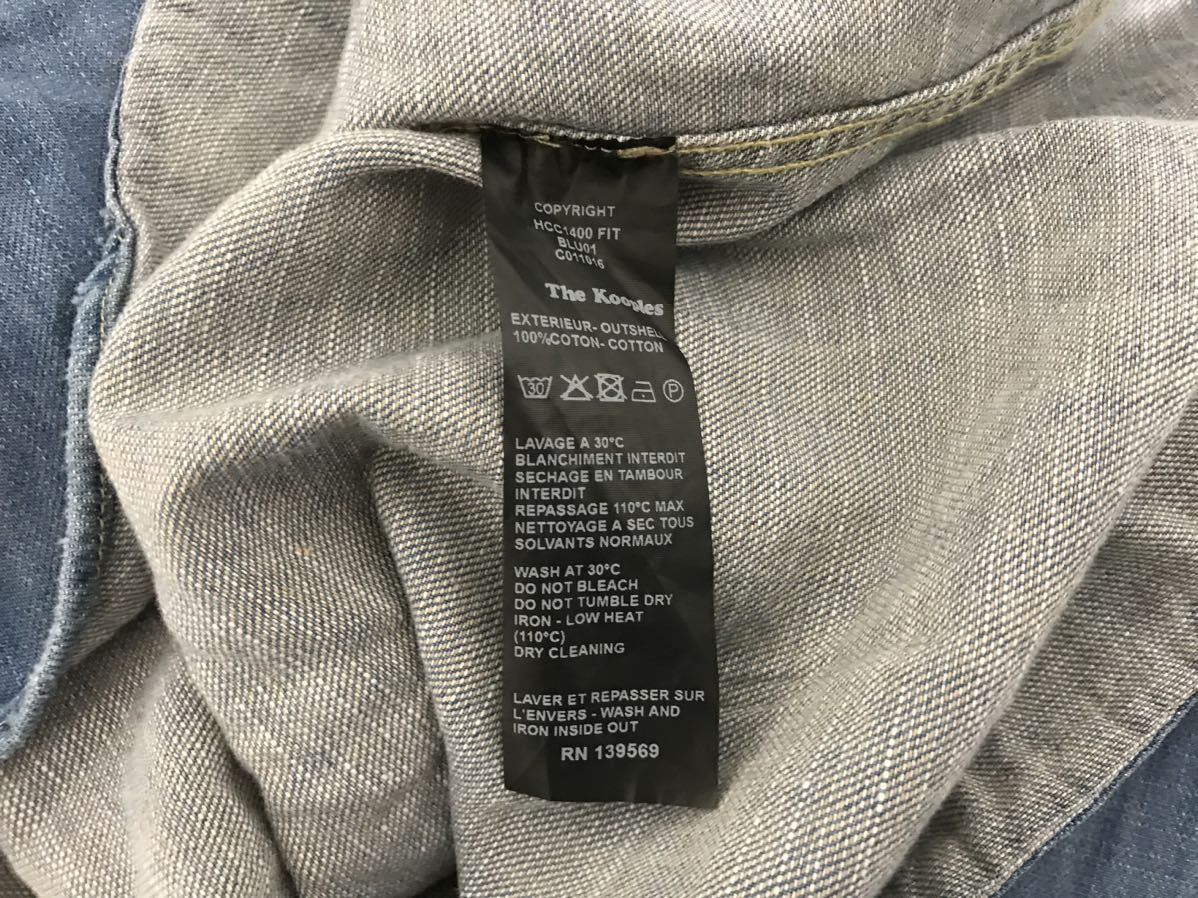 COPYRIGHT
HCC1400 FIT
BLU01
C011016
The Kooples
EXTERIEUR- OUTSHELL
100%COTON- COTTON
30 P
LAVAGE A 30°C
BLANCHIMENT INTERDIT
SECHAGE EN TAMBOUR
INTERDIT
REPASSAGE 110°C MAX
NETTOYAGE A SEC TOUS
SOLVANTS NORMAUX
WASH AT 30°C
DO NOT BLEACH
DO NOT TUMBLE DRY
IRON - LOW HEAT
(110°C)
DRY CLEANING
LAVER ET REPASSER SUR
L'ENVERS - WASH AND
IRON INSIDE OUT
RN 139569